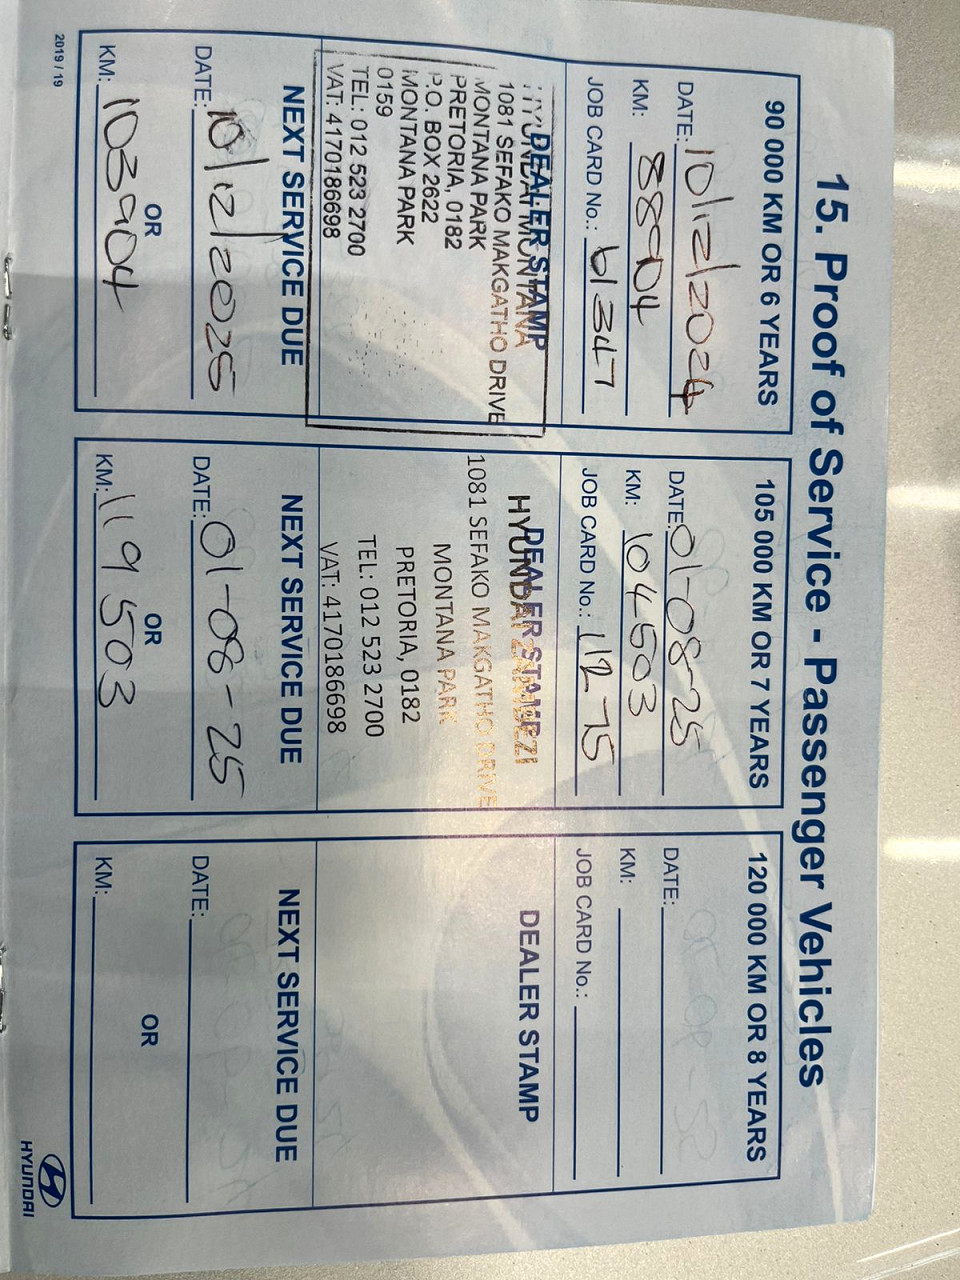 15. Proof of Service - Passenger Vehicles
90 000 KM OR 6 YEARS
DATE: 10/12/2024
KM: 88904
JOB CARD No.: 61347
DEALER STAMP
HYUNDAI MONTANA
1081 SEFAKO MAKGATHO DRIVE
MONTANA PARK
PRETORIA, 0182
P.O. BOX 2622
MONTANA PARK
0159
TEL: 012 523 2700
VAT: 4170186698
NEXT SERVICE DUE
DATE: 10/12/2025
OR
KM: 103904
105 000 KM OR 7 YEARS
DATE: 01-08-25
KM: 104503
JOB CARD No.: 11275
DEALER STAMP
HYUNDAI ZAMBEZI
1081 SEFAKO MAKGATHO DRIVE
MONTANA PARK
PRETORIA, 0182
TEL: 012 523 2700
VAT: 4170186698
NEXT SERVICE DUE
DATE: 01-08-25
OR
KM: 119503
120 000 KM OR 8 YEARS
DATE:
KM:
JOB CARD No.:
DEALER STAMP
NEXT SERVICE DUE
DATE:
OR
KM:
2019 / 19
HYUNDAI